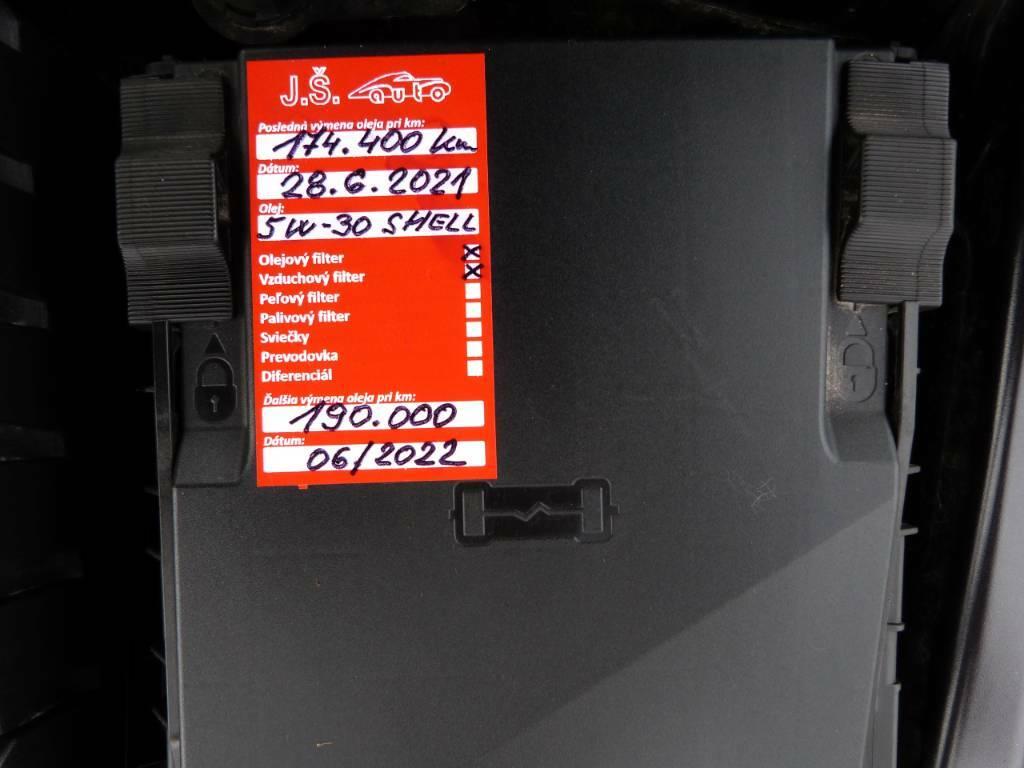 J.Š. auto
Posledná výmena oleja pri km:
174.400 km
Dátum:
28.6.2021
Olej:
5W-30 SHELL
Olejový filter
Vzduchový filter
Peľový filter
Palivový filter
Sviečky
Prevodovka
Diferenciál
Ďalšia výmena oleja pri km:
190.000
Dátum:
06/2022